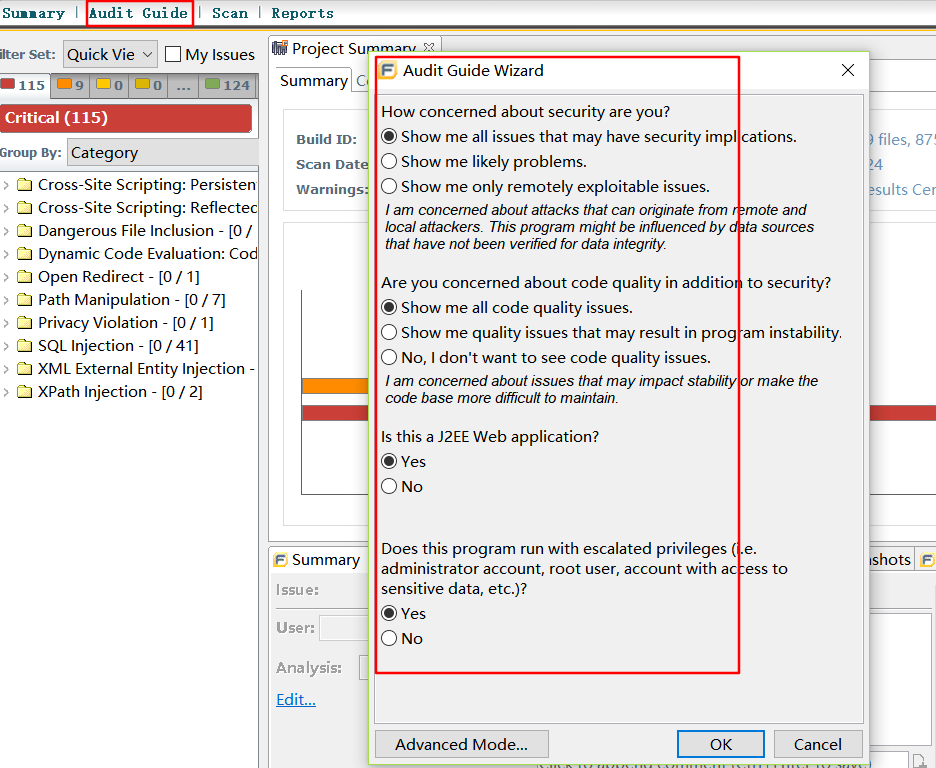 Summary | Audit Guide | Scan | Reports
ilter Set: Quick Vie My Issues
115 9 0 0 ... 124
Critical (115)
Group By: Category
Cross-Site Scripting: Persisten
Cross-Site Scripting: Reflected
Dangerous File Inclusion - [0 /
Dynamic Code Evaluation: Cod
Open Redirect - [0 / 1]
Path Manipulation - [0 / 7]
Privacy Violation - [0 / 1]
SQL Injection - [0 / 41]
XML External Entity Injection -
XPath Injection - [0 / 2]
Project Summary
Summary
Build ID:
Scan Date
Warnings:
9 files, 875
24
esults Cer
Audit Guide Wizard
How concerned about security are you?
Show me all issues that may have security implications.
Show me likely problems.
Show me only remotely exploitable issues.
I am concerned about attacks that can originate from remote and
local attackers. This program might be influenced by data sources
that have not been verified for data integrity.
Are you concerned about code quality in addition to security?
Show me all code quality issues.
Show me quality issues that may result in program instability.
No, I don't want to see code quality issues.
I am concerned about issues that may impact stability or make the
code base more difficult to maintain.
Is this a J2EE Web application?
Yes
No
Does this program run with escalated privileges (i.e.
administrator account, root user, account with access to
sensitive data, etc.)?
Yes
No
Advanced Mode... OK Cancel
Summary
shots
Issue:
User:
Analysis:
Edit...